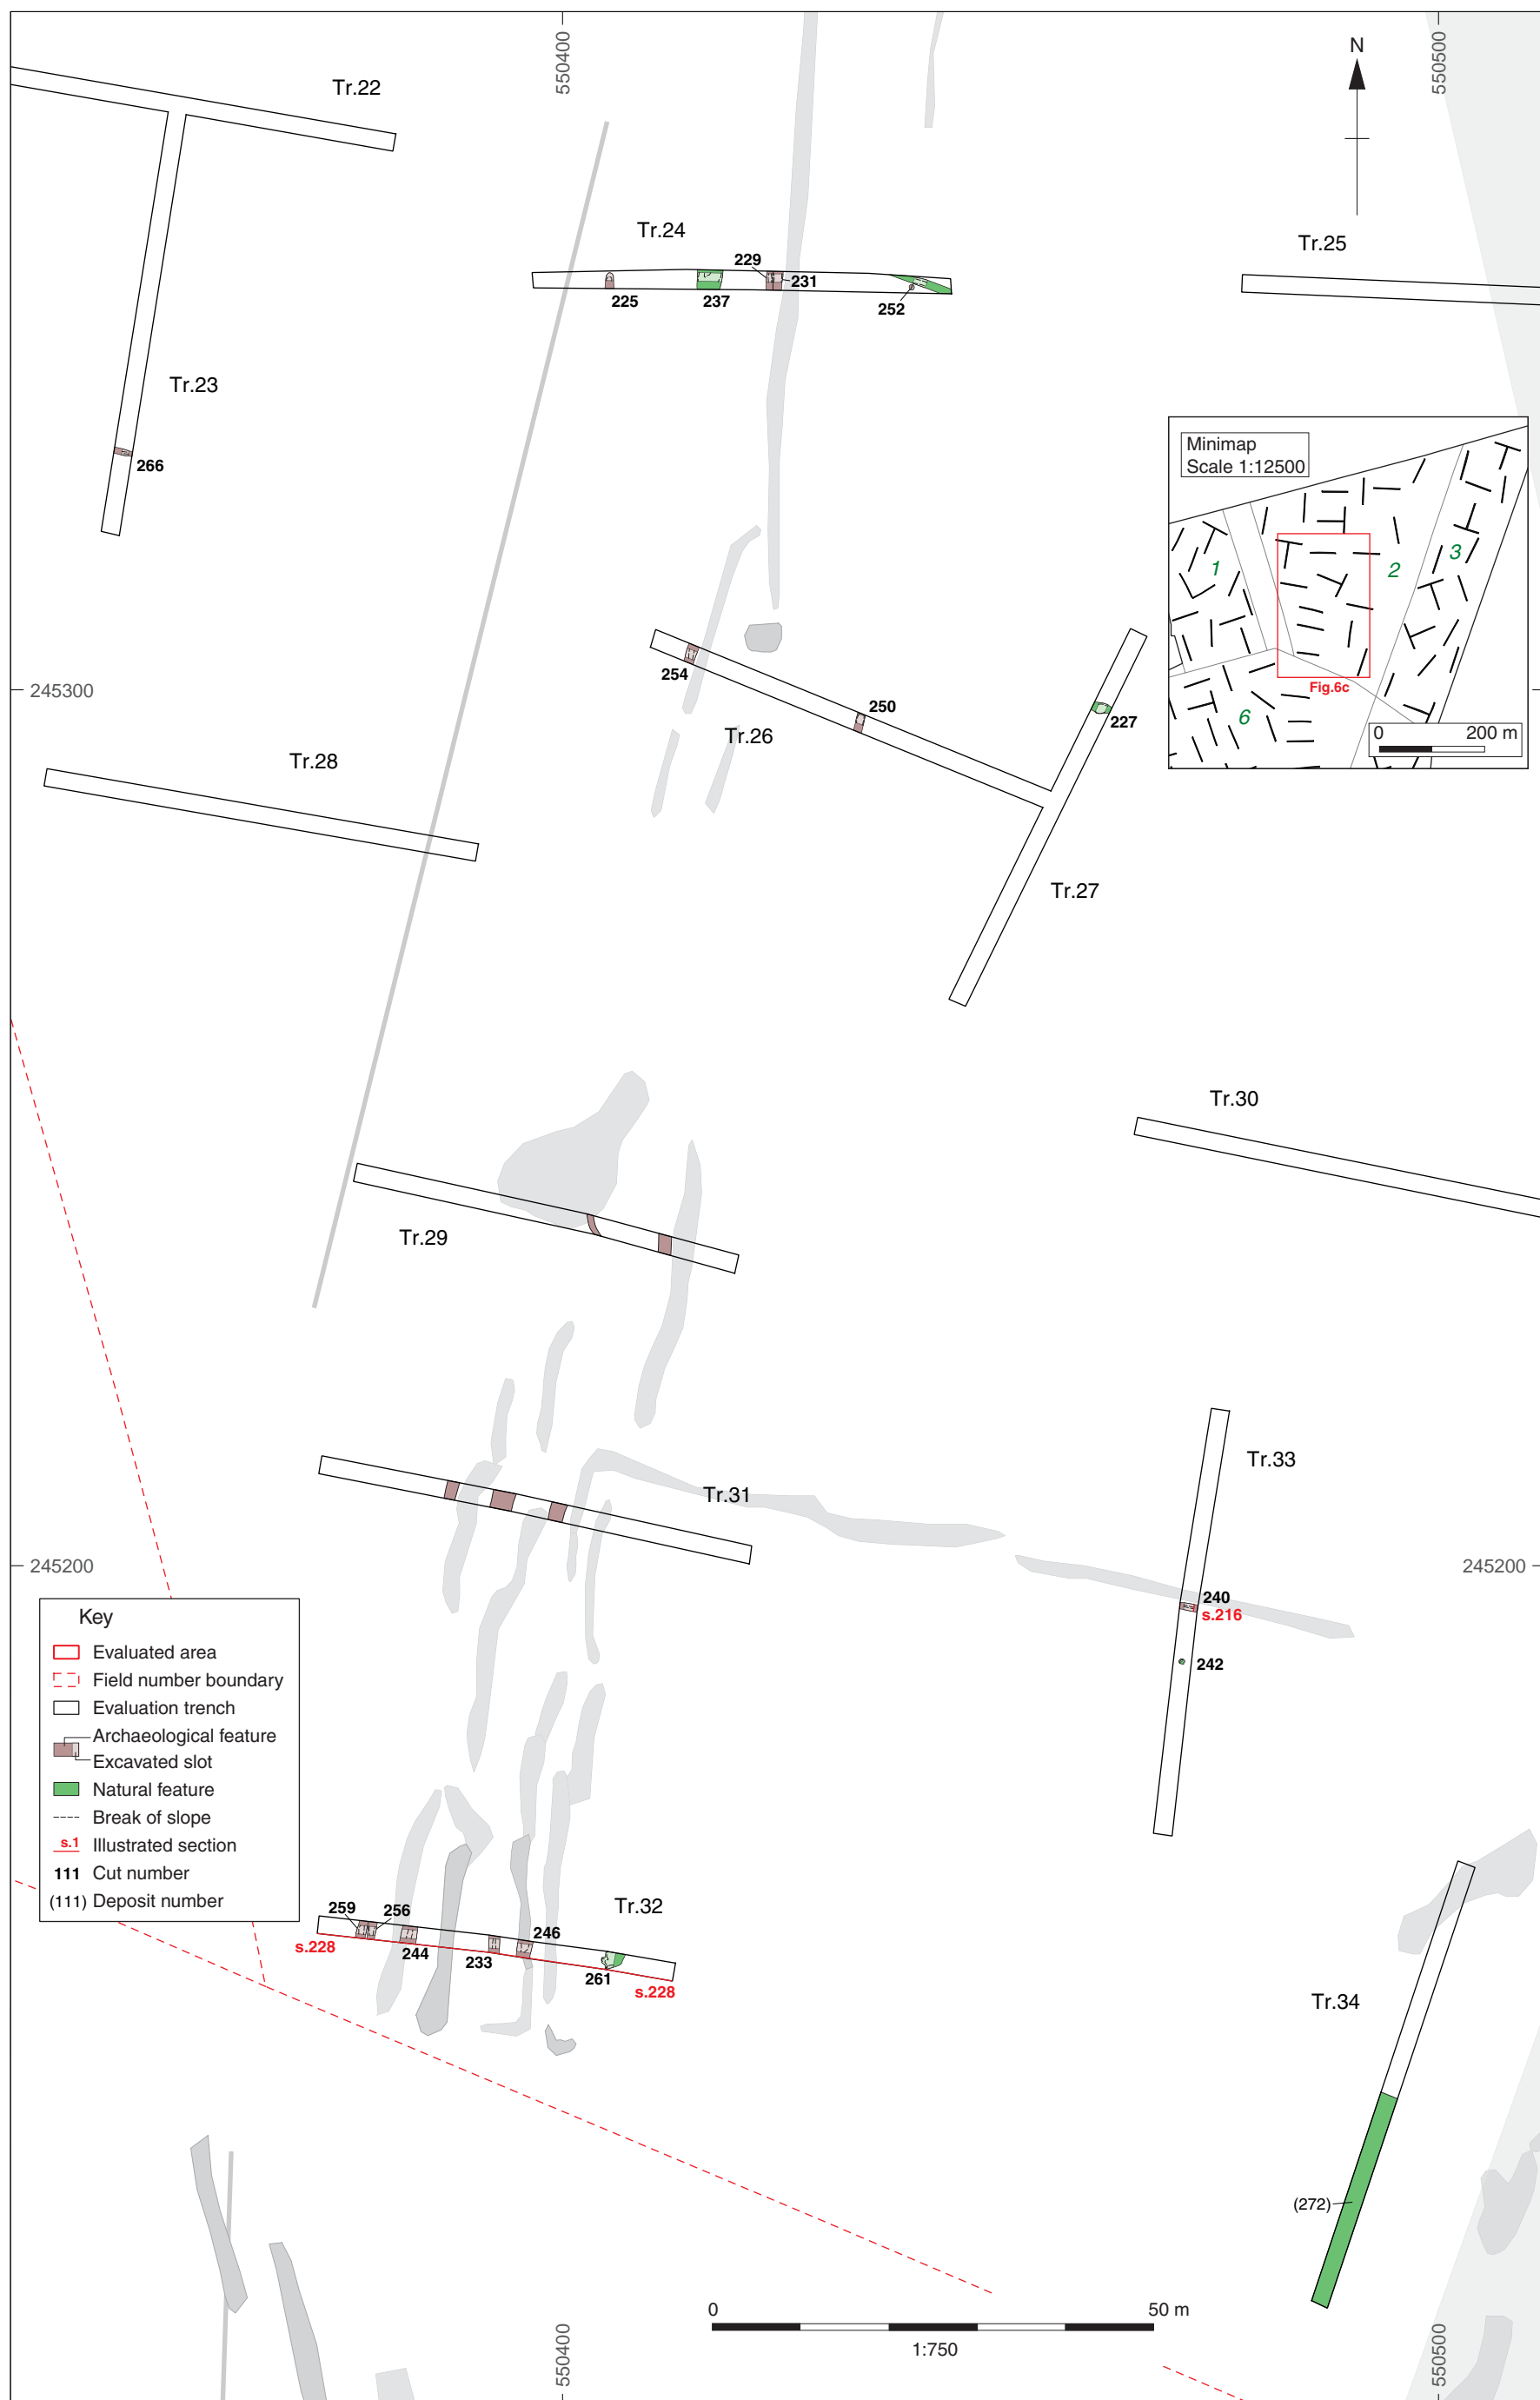 550400
550500
N
Tr.22
Tr.24
Tr.25
229
231
225
237
252
Tr.23
266
Minimap
Scale 1:12500
1
2
3
6
Fig.6c
0 200 m
245300
254
250
227
Tr.26
Tr.28
Tr.27
Tr.30
Tr.29
Tr.33
Tr.31
245200
245200
240
s.216
242
Key
Evaluated area
Field number boundary
Evaluation trench
Archaeological feature
Excavated slot
Natural feature
Break of slope
s.1 Illustrated section
111 Cut number
(111) Deposit number
Tr.32
259
256
246
s.228
244
233
261
s.228
Tr.34
(272)
0 50 m
1:750
550400
550500